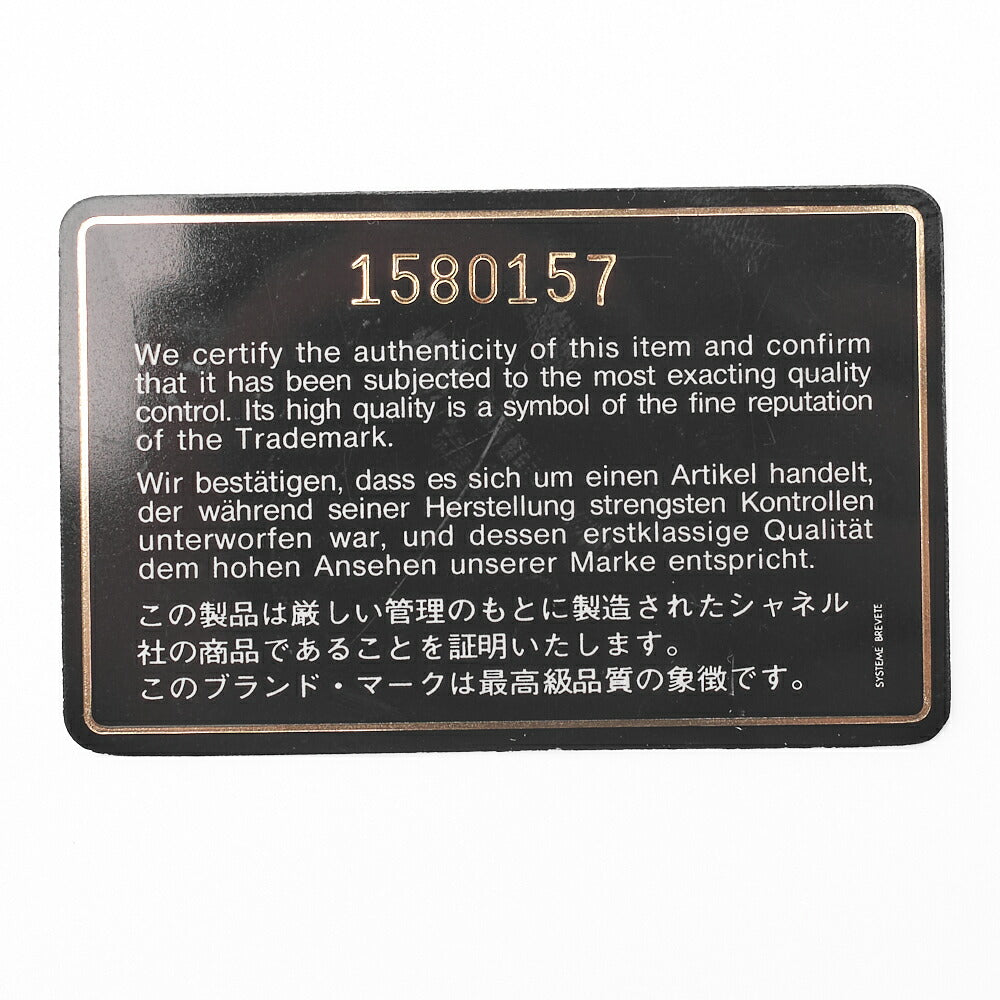 1580157
We certify the authenticity of this item and confirm
that it has been subjected to the most exacting quality
control. Its high quality is a symbol of the fine reputation
of the Trademark.
Wir bestätigen, dass es sich um einen Artikel handelt,
der während seiner Herstellung strengsten Kontrollen
unterworfen war, und dessen erstklassige Qualität
dem hohen Ansehen unserer Marke entspricht.
この製品は厳しい管理のもとに製造されたシャネル
社の商品であることを証明いたします。
このブランド・マークは最高級品質の象徴です。
SYSTEME BREVETE